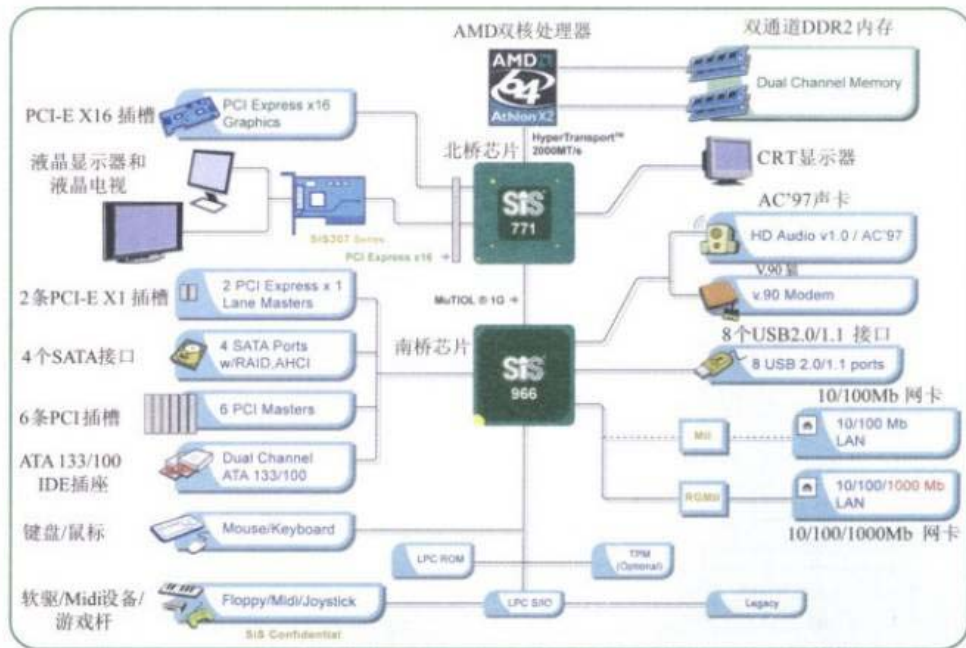 AMD双核处理器
双通道DDR2内存
AMD
64
Athlon X2
Dual Channel Memory
PCI-E X16 插槽
PCI Express x16
Graphics
HyperTransport™
2000MT/s
北桥芯片
液晶显示器和
液晶电视
CRT显示器
SiS
771
SiS307 Series
PCI Express x16
AC'97声卡
HD Audio v1.0 / AC'97
V.90
v.90 Modem
MuTIOL ® 1G
2条PCI-E X1 插槽
2 PCI Express x 1
Lane Masters
南桥芯片
8个USB2.0/1.1 接口
8 USB 2.0/1.1 ports
4个SATA接口
4 SATA Ports
w/RAID,AHCI
SiS
966
10/100Mb 网卡
6条PCI插槽
6 PCI Masters
MII
10/100 Mb
LAN
ATA 133/100
IDE插座
Dual Channel
ATA 133/100
RGMII
10/100/1000 Mb
LAN
10/100/1000Mb 网卡
键盘/鼠标
Mouse/Keyboard
LPC ROM
TPM
(Optional)
软驱/Midi设备/
游戏杆
Floppy/Midi/Joystick
LPC S/IO
Legacy
SiS Confidential